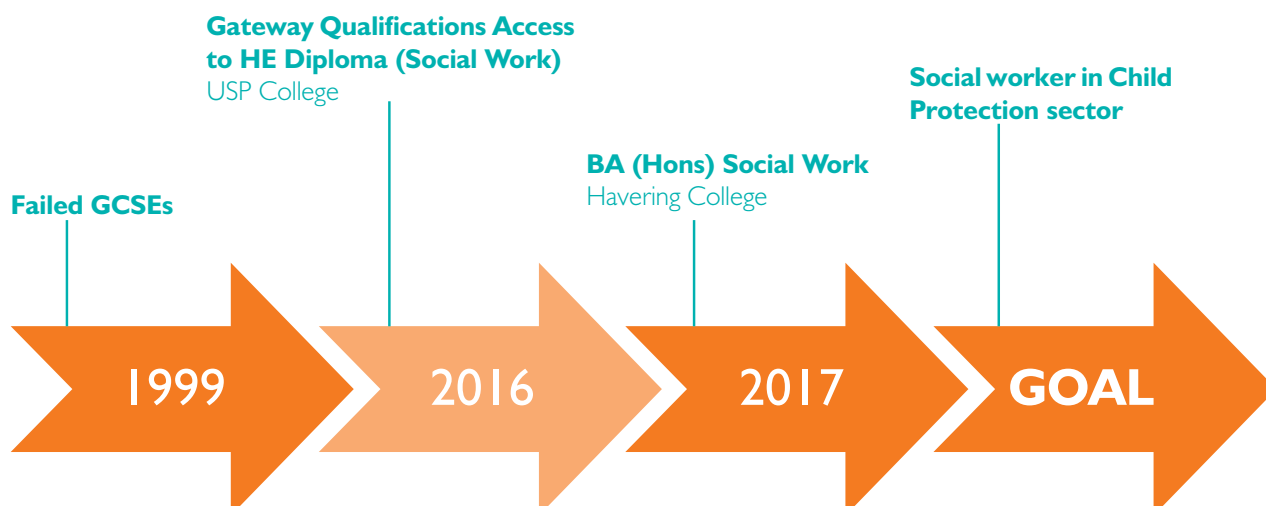 Failed GCSEs
1999
Gateway Qualifications Access
to HE Diploma (Social Work)
USP College
2016
BA (Hons) Social Work
Havering College
2017
Social worker in Child
Protection sector
GOAL